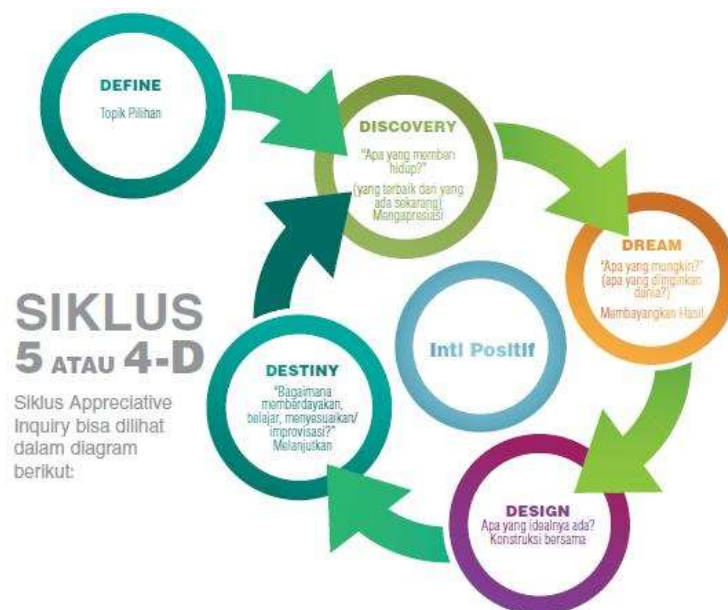 DEFINE
Topik Pilihan
DISCOVERY
"Apa yang memberi
hidup?"
(yang terbaik dari yang
ada sekarang)
Mengapresiasi
DREAM
"Apa yang mungkin?"
(apa yang diinginkan
dania?)
Membayangkan Hasil
SIKLUS
5 ATAU 4-D
Siklus Appreciative
Inquiry bisa dilihat
dalam diagram
berikut:
Inti Positif
DESTINY
"Bagaimana
memberdayakan,
belajar, menyesuaikan/
improvisasi?"
Melanjutkan
DESIGN
Apa yang idealnya ada?
Konstruksi bersama